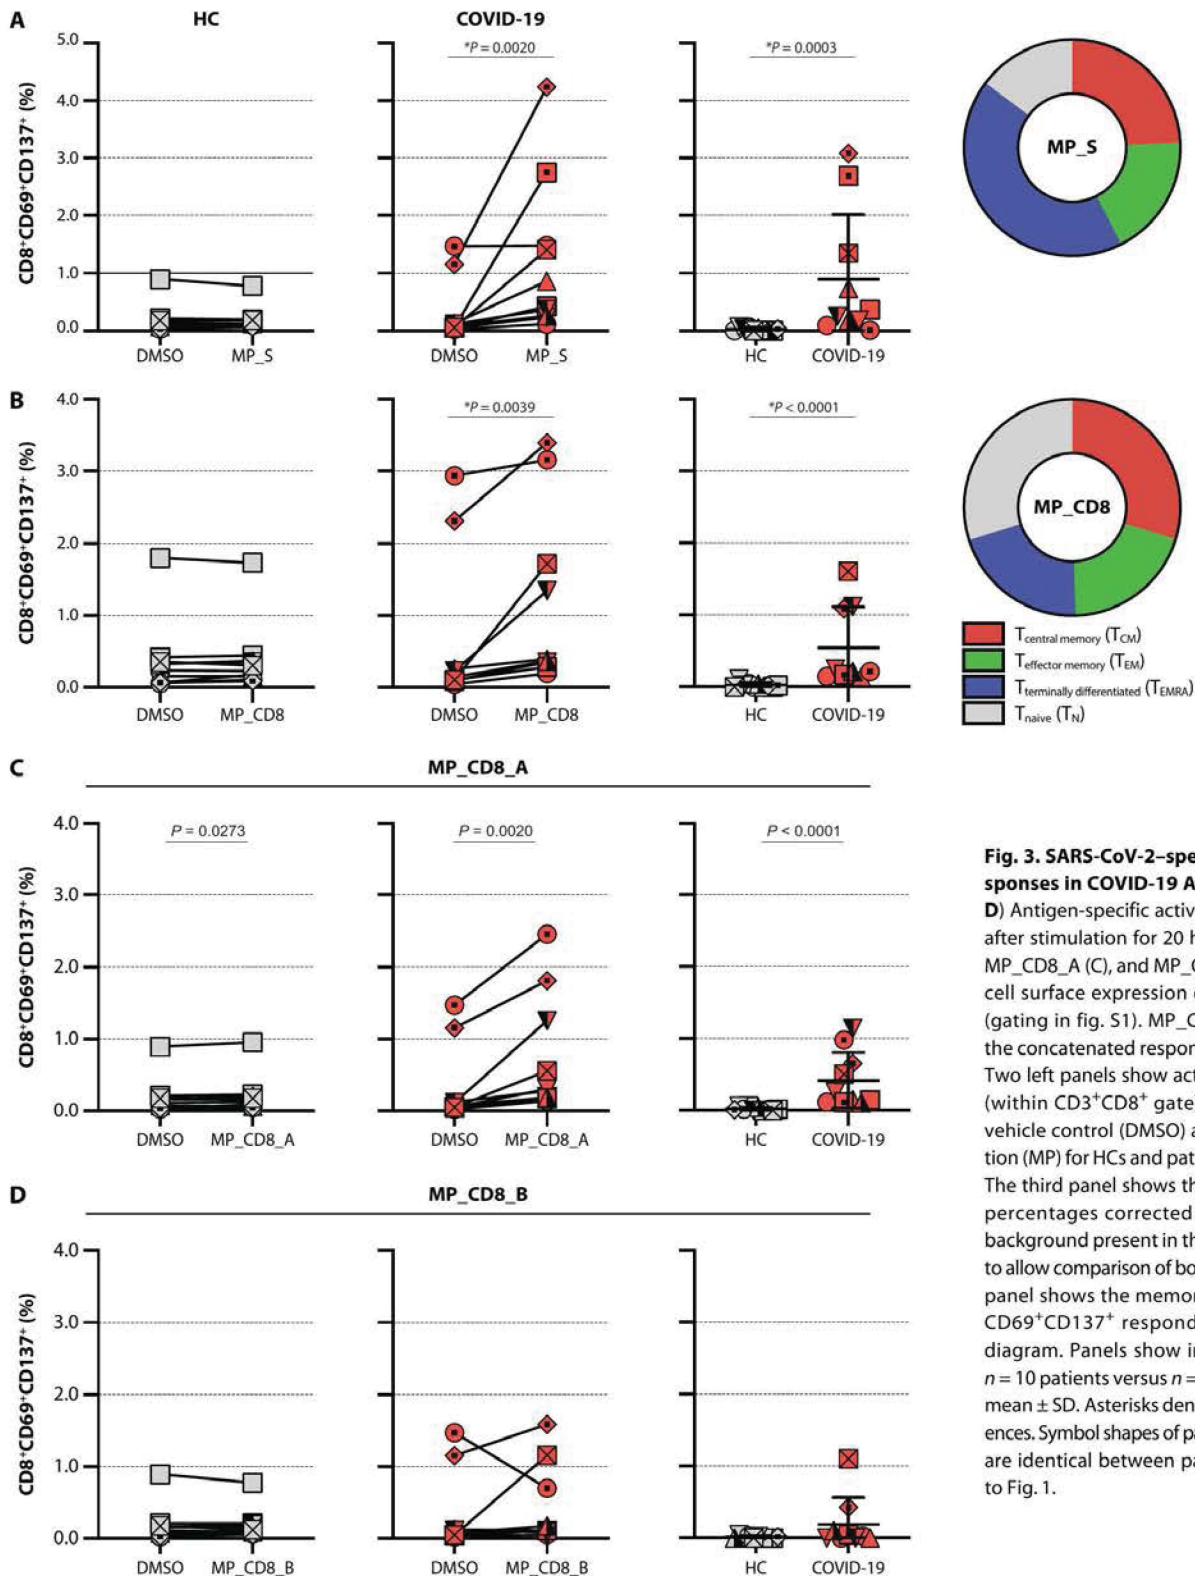 A
HC
COVID-19
*P = 0.0020
*P = 0.0003
5.0
4.0
3.0
2.0
1.0
0.0
CD8+CD69+CD137+ (%)
DMSO
MP_S
DMSO
MP_S
HC
COVID-19
MP_S
B
*P = 0.0039
*P < 0.0001
4.0
3.0
2.0
1.0
0.0
CD8+CD69+CD137+ (%)
DMSO
MP_CD8
DMSO
MP_CD8
HC
COVID-19
MP_CD8
Tcentral memory (TCM)
Teffector memory (TEM)
Tterminally differentiated (TEMRA)
Tnaive (TN)
C
MP_CD8_A
P = 0.0273
P = 0.0020
P < 0.0001
4.0
3.0
2.0
1.0
0.0
CD8+CD69+CD137+ (%)
DMSO
MP_CD8_A
DMSO
MP_CD8_A
HC
COVID-19
D
MP_CD8_B
4.0
3.0
2.0
1.0
0.0
CD8+CD69+CD137+ (%)
DMSO
MP_CD8_B
DMSO
MP_CD8_B
HC
COVID-19
Fig. 3. SARS-CoV-2–spe
sponses in COVID-19 A
D) Antigen-specific activ
after stimulation for 20 h
MP_CD8_A (C), and MP_C
cell surface expression
(gating in fig. S1). MP_C
the concatenated respon
Two left panels show act
(within CD3+CD8+ gate)
vehicle control (DMSO) a
tion (MP) for HCs and pat
The third panel shows th
percentages corrected
background present in th
to allow comparison of bo
panel shows the memor
CD69+CD137+ respond
diagram. Panels show in
n = 10 patients versus n =
mean ± SD. Asterisks den
ences. Symbol shapes of pa
are identical between pa
to Fig. 1.